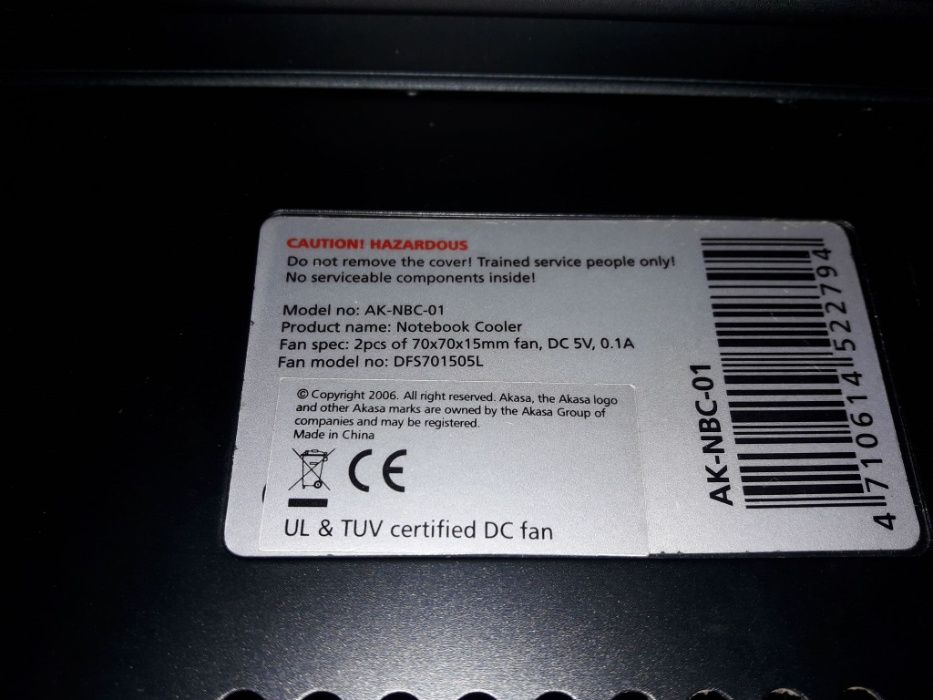 CAUTION! HAZARDOUS
Do not remove the cover! Trained service people only!
No serviceable components inside!
Model no: AK-NBC-01
Product name: Notebook Cooler
Fan spec: 2pcs of 70x70x15mm fan, DC 5V, 0.1A
Fan model no: DFS701505L
© Copyright 2006. All right reserved. Akasa, the Akasa logo
and other Akasa marks are owned by the Akasa Group of
companies and may be registered.
Made in China
CE
UL & TUV certified DC fan
AK-NBC-01
4710614522794